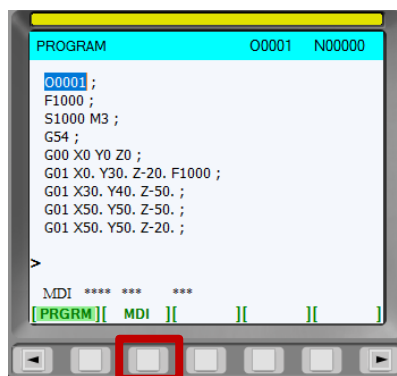 PROGRAM O0001 N00000
O0001 ;
F1000 ;
S1000 M3 ;
G54 ;
G00 X0 Y0 Z0 ;
G01 X0. Y30. Z-20. F1000 ;
G01 X30. Y40. Z-50. ;
G01 X50. Y50. Z-50. ;
G01 X50. Y50. Z-20. ;
>
MDI **** *** ***
[ PRGRM ][ MDI ][ ][ ][ ]